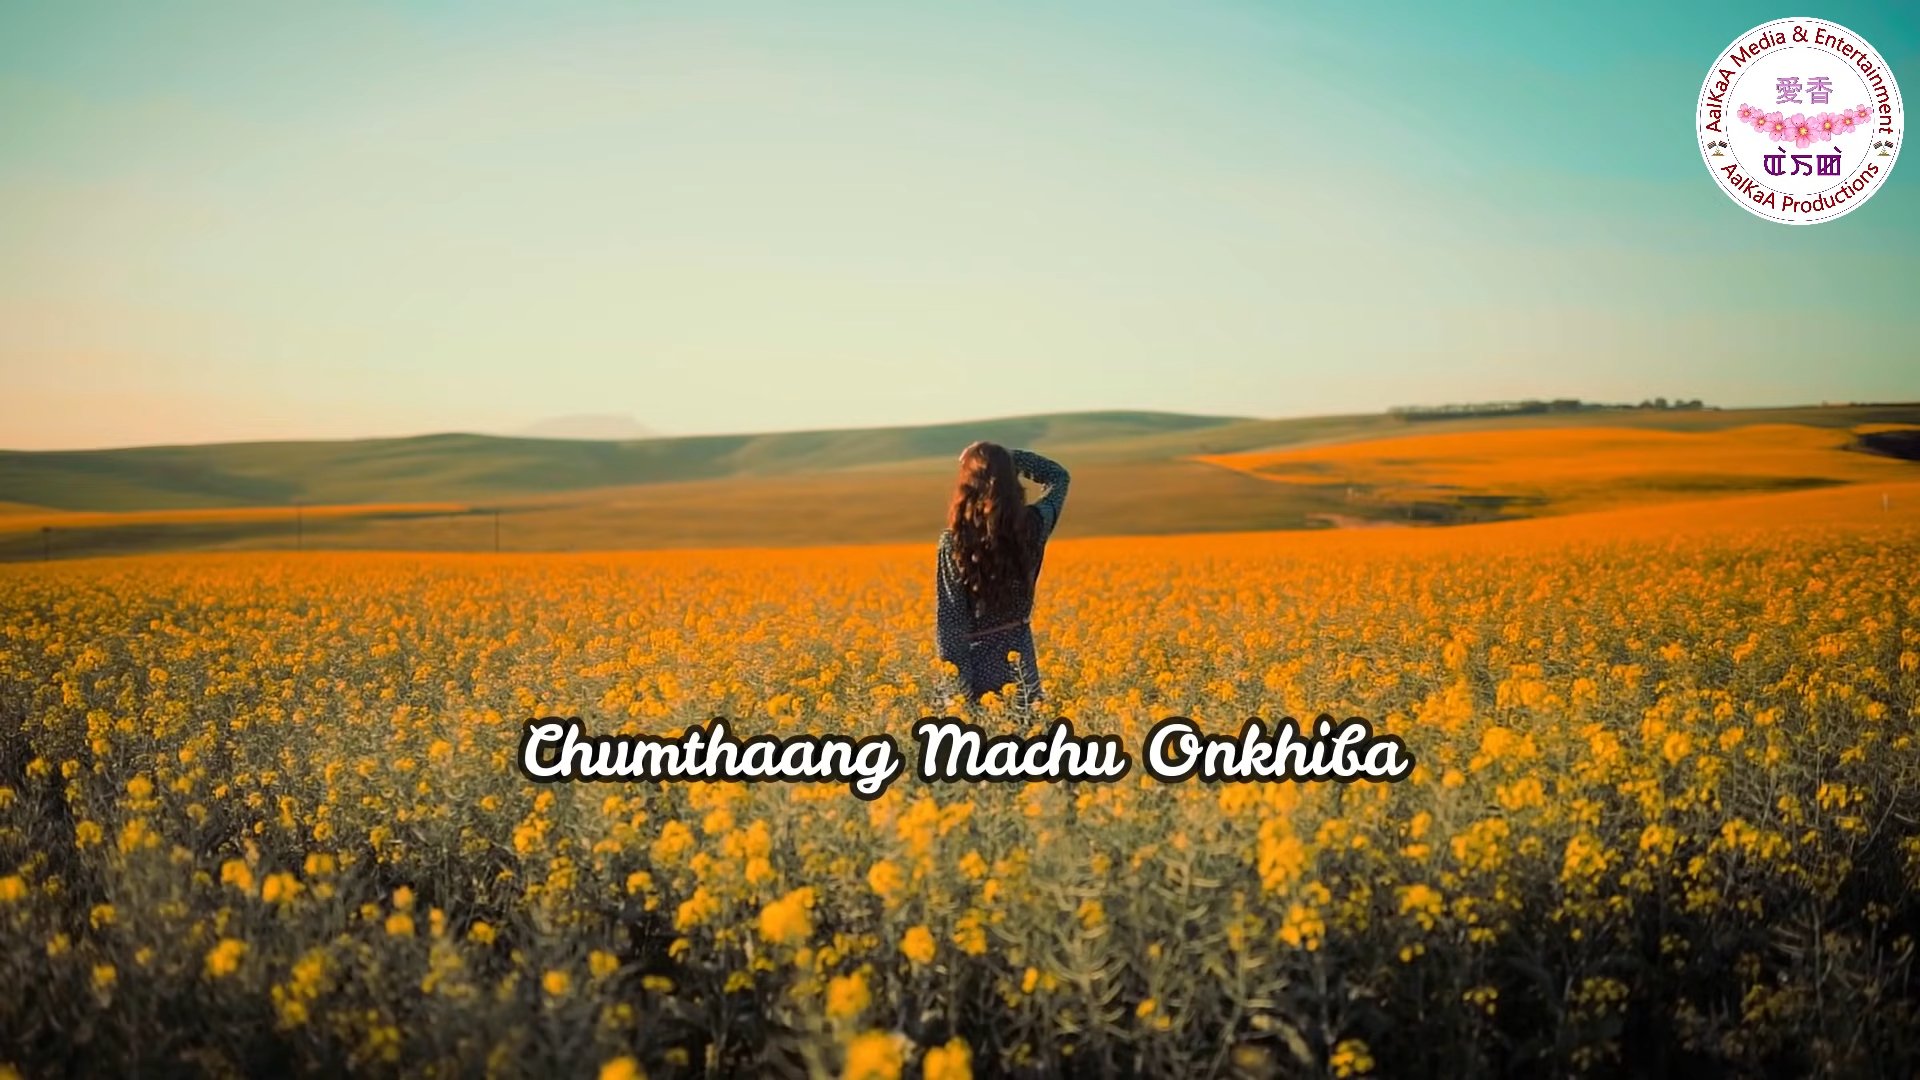 AalKaA Media & Entertainment
愛香
AalKaA Productions
Chumthaang Machu Onkhiba